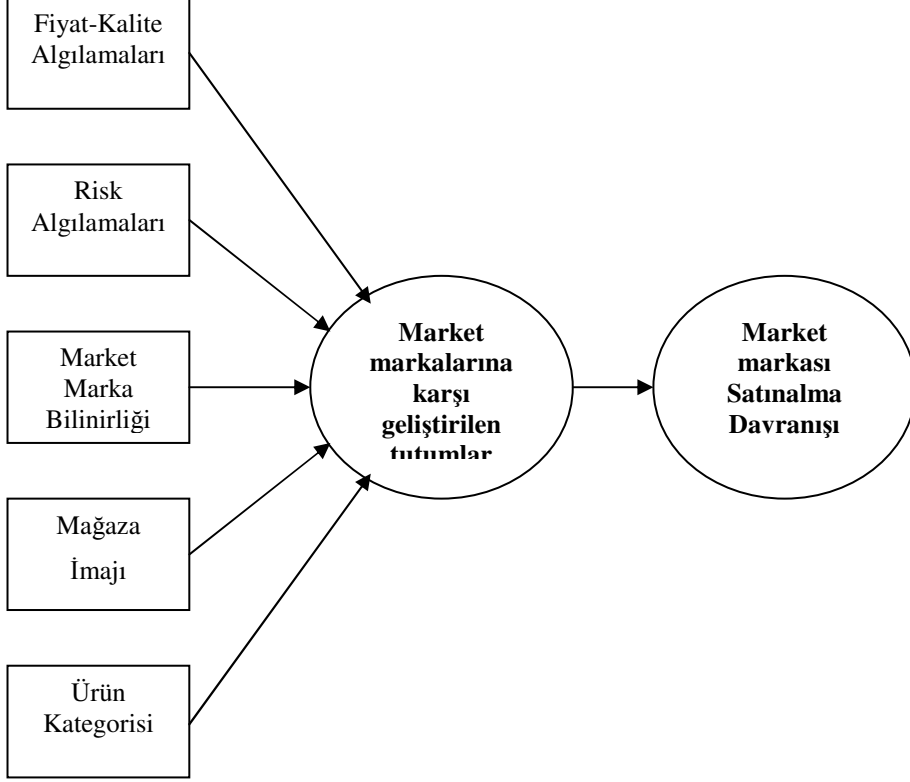 Fiyat-Kalite
Algılamaları
Risk
Algılamaları
Market
Marka
Bilinirliği
Mağaza
İmajı
Ürün
Kategorisi
Market
markalarına
karşı
geliştirilen
tutumlar
Market
markası
Satınalma
Davranışı